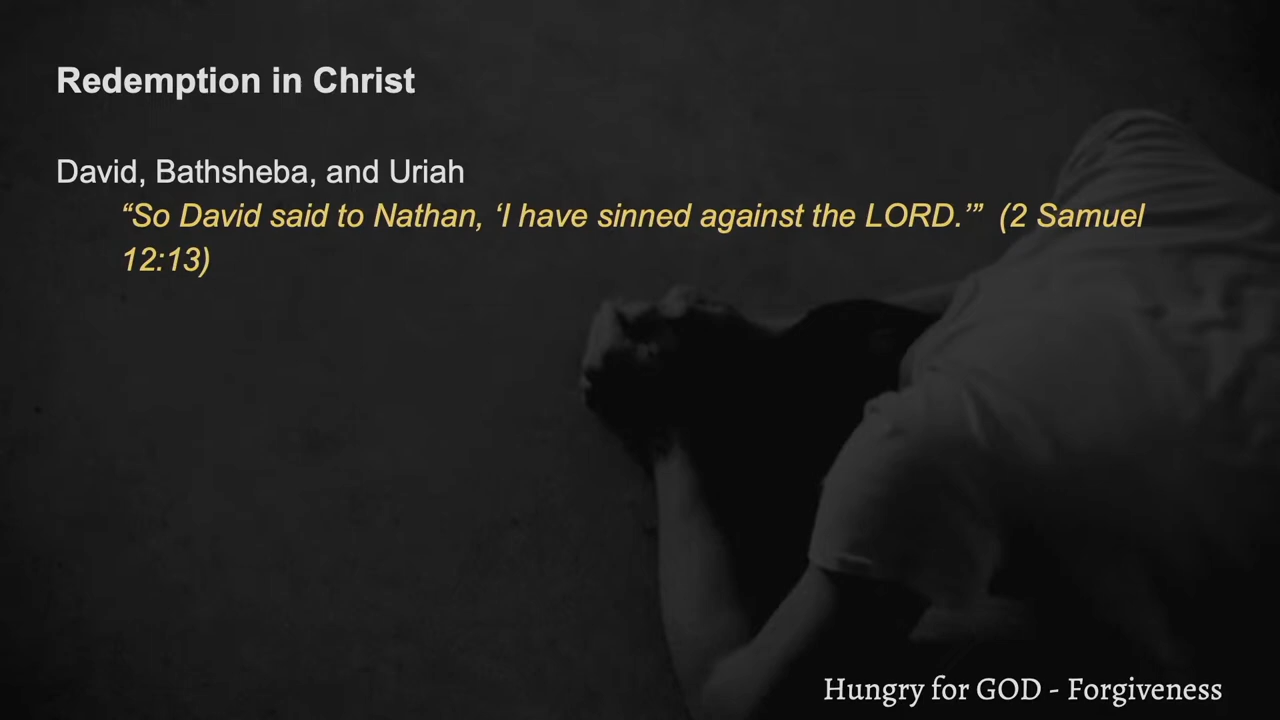 Redemption in Christ
David, Bathsheba, and Uriah
“So David said to Nathan, ‘I have sinned against the LORD.’” (2 Samuel
12:13)
Hungry for GOD - Forgiveness